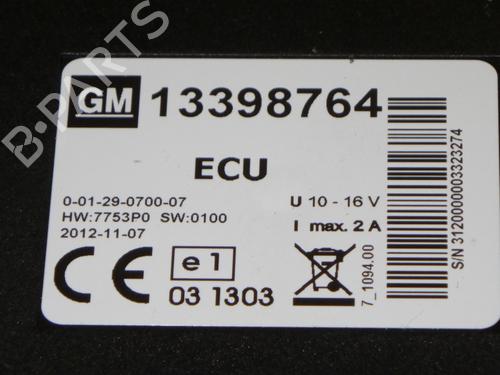 GM 13398764
ECU
0-01-29-0700-07
HW:7753P0 SW:0100
2012-11-07
U 10 - 16 V
I max. 2 A
CE
e1
03 1303
7_1094.00
S/N 3120000003323274
B-PARTS